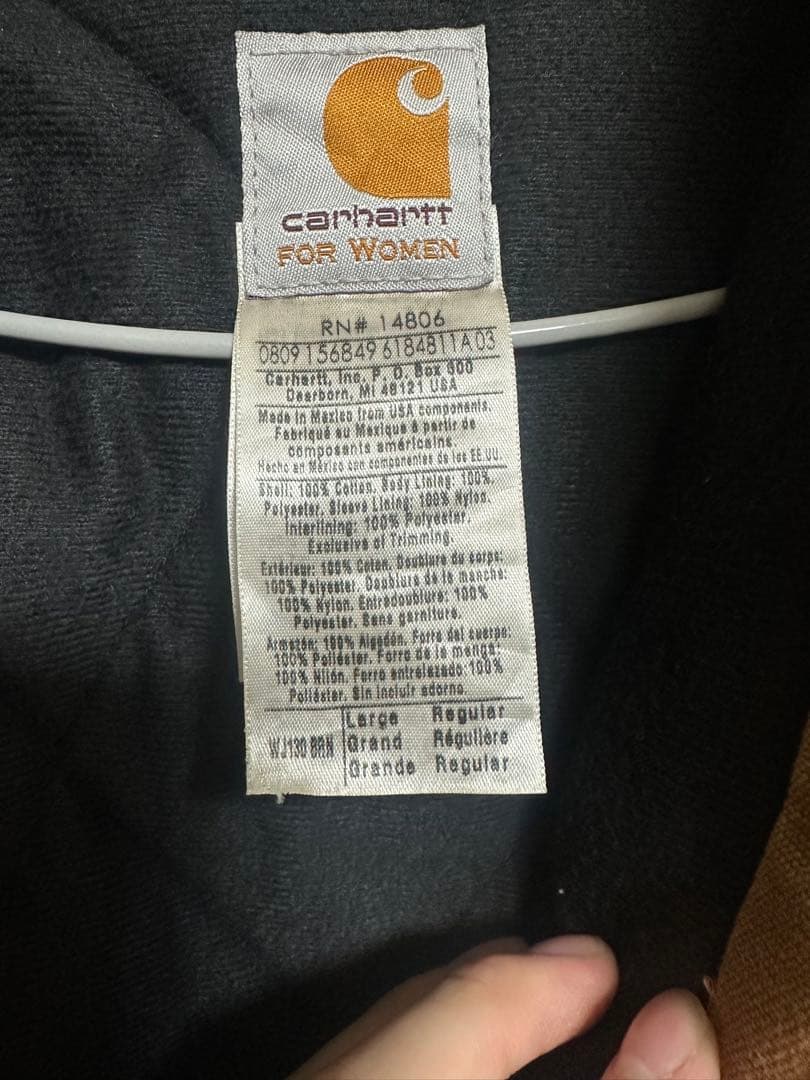 carhartt
FOR WOMEN
RN# 14806
0809156849 6184811A03
Carhartt, Inc. P. O. Box 600
Dearborn, MI 48121 USA
Made in Mexico from USA components.
Fabriqué au Mexique à partir de
composants américains
Hecho en México con componentes de los EE.UU.
Shell: 100% Cotton. Body Lining: 100%
Polyester. Sleeve Lining: 100% Nylon.
Interlining: 100% Polyester.
Exclusive of Trimming.
Extérieur: 100% Coton. Doublure du corps:
100% Polyester. Doublure de la manche:
100% Nylon. Entredoublure: 100%
Polyester. Sans garniture.
Armazón: 100% Algodón. Forro del cuerpo:
100% Poliéster. Forro de la manga:
100% Nilón. Forro entrelazado: 100%
Poliéster. Sin incluir adorno.
WJ130 BRN
Large Regular
Grand Régulière
Grande Regular